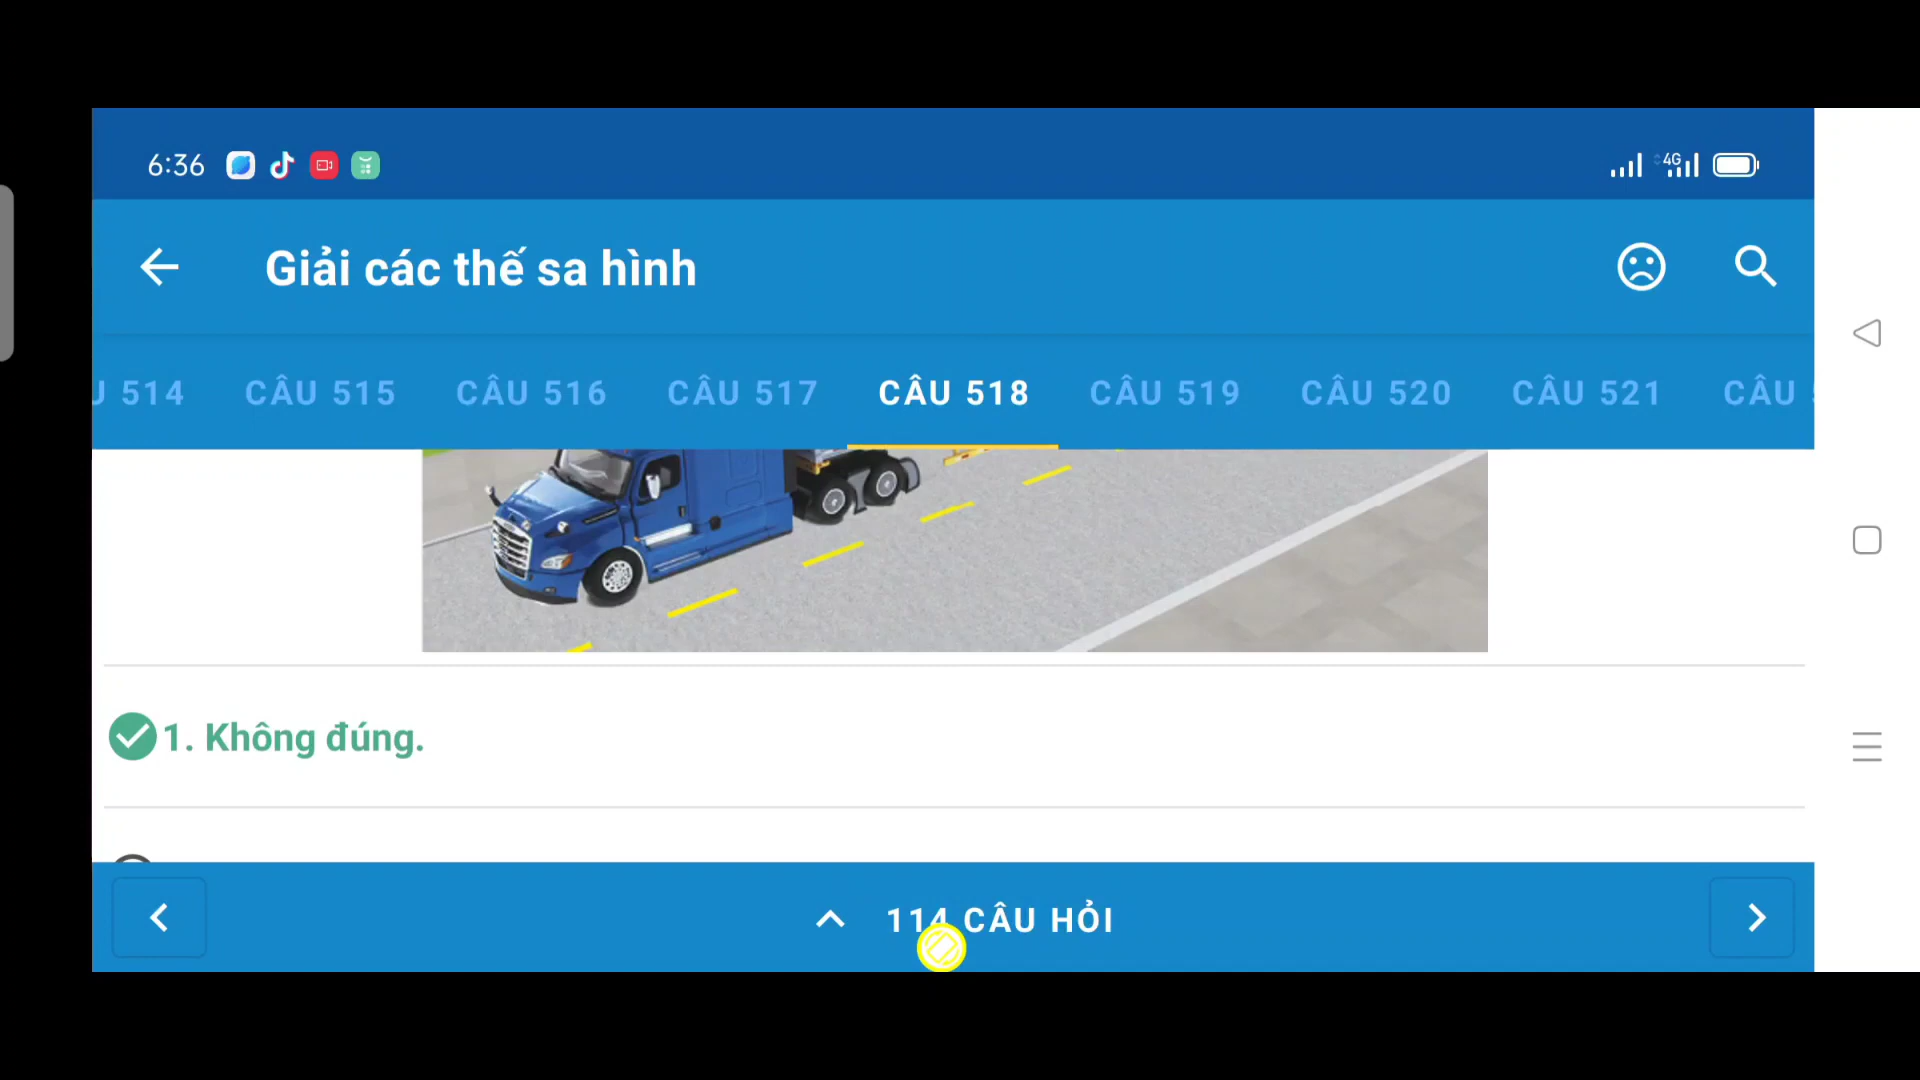 6:36
4G
Giải các thế sa hình
514
CÂU 515
CÂU 516
CÂU 517
CÂU 518
CÂU 519
CÂU 520
CÂU 521
CÂU
1. Không đúng.
114 CÂU HỎI